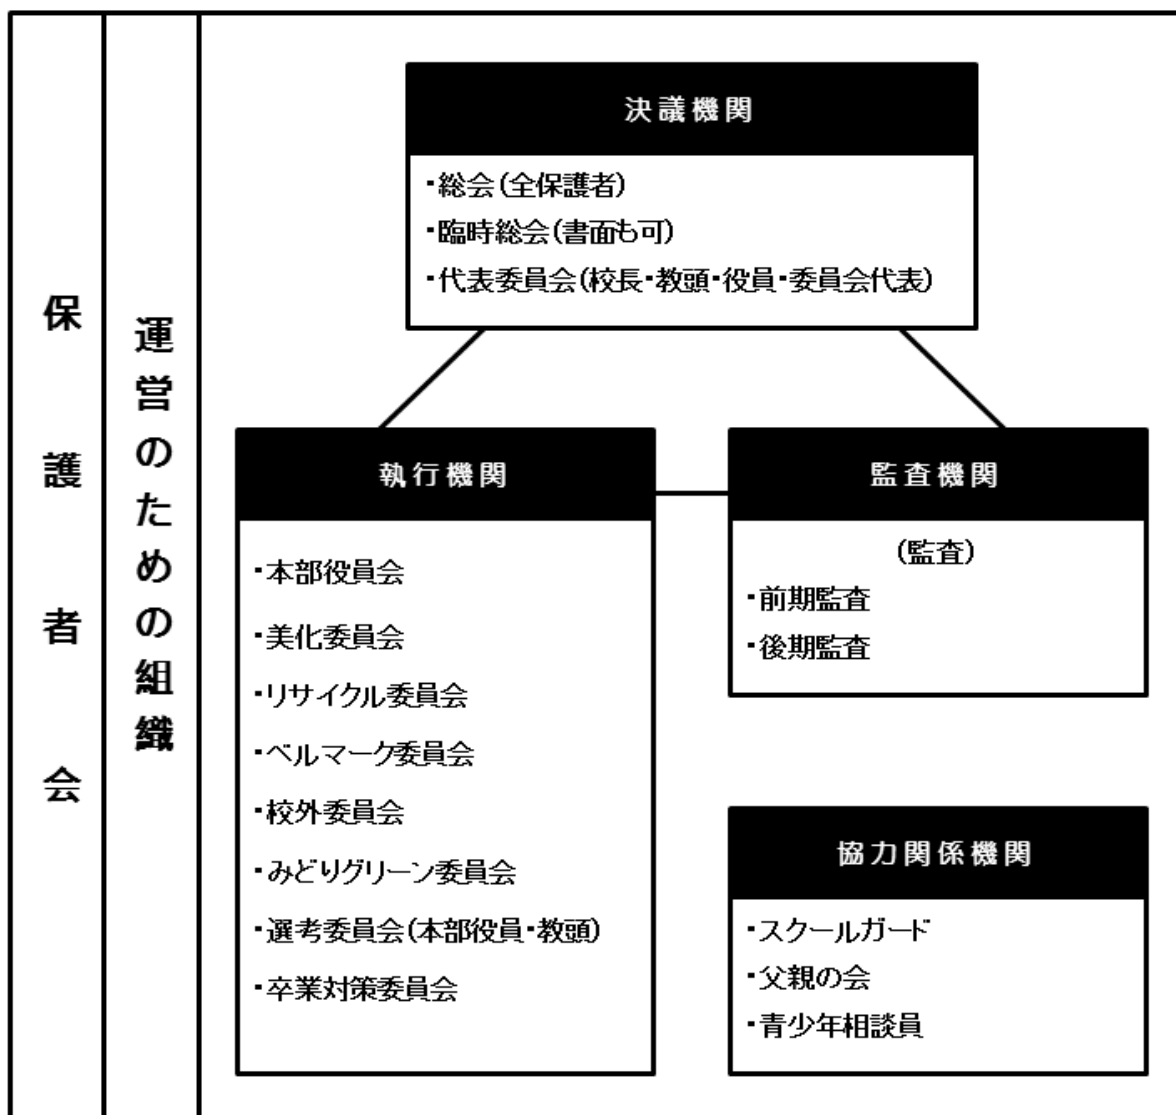 保護者会
運営のための組織
決議機関
・総会(全保護者)
・臨時総会(書面も可)
・代表委員会(校長・教頭・役員・委員会代表)
執行機関
・本部役員会
・美化委員会
・リサイクル委員会
・ベルマーク委員会
・校外委員会
・みどりグリーン委員会
・選考委員会(本部役員・教頭)
・卒業対策委員会
監査機関
(監査)
・前期監査
・後期監査
協力関係機関
・スクールガード
・父親の会
・青少年相談員